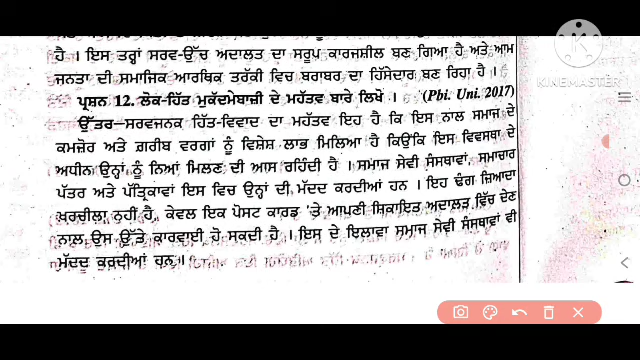 ਹੈ । ਇਸ ਤਰ੍ਹਾਂ ਸਰਵ-ਉੱਚ ਅਦਾਲਤ ਦਾ ਸਰੂਪ ਕਾਰਜਸ਼ੀਲ ਬਣ ਗਿਆ ਹੈ ਅਤੇ ਆਮ
ਜਨਤਾ ਦੀ ਸਮਾਜਿਕ ਆਰਥਿਕ ਤਰੱਕੀ ਵਿਚ ਬਰਾਬਰ ਦਾ ਹਿੱਸੇਦਾਰ ਬਣ ਰਿਹਾ ਹੈ ।
ਪ੍ਰਸ਼ਨ 12. ਲੋਕ-ਹਿੱਤ ਮੁਕੱਦਮੇਬਾਜ਼ੀ ਦੇ ਮਹੱਤਵ ਬਾਰੇ ਲਿਖੋ । (Pbi. Uni. 2017)
ਉੱਤਰ—ਸਰਵਜਨਕ ਹਿੱਤ-ਵਿਵਾਦ ਦਾ ਮਹੱਤਵ ਇਹ ਹੈ ਕਿ ਇਸ ਨਾਲ ਸਮਾਜ ਦੇ
ਕਮਜ਼ੋਰ ਅਤੇ ਗ਼ਰੀਬ ਵਰਗਾਂ ਨੂੰ ਵਿਸ਼ੇਸ਼ ਲਾਭ ਮਿਲਿਆ ਹੈ ਕਿਉਂਕਿ ਇਸ ਵਿਵਸਥਾ ਦੇ
ਅਧੀਨ ਉਨ੍ਹਾਂ ਨੂੰ ਨਿਆਂ ਮਿਲਣ ਦੀ ਆਸ ਰਹਿੰਦੀ ਹੈ । ਸਮਾਜ ਸੇਵੀ ਸੰਸਥਾਵਾਂ, ਸਮਾਚਾਰ
ਪੱਤਰ ਅਤੇ ਪੱਤ੍ਰਿਕਾਵਾਂ ਇਸ ਵਿਚ ਉਨ੍ਹਾਂ ਦੀ ਮੱਦਦ ਕਰਦੀਆਂ ਹਨ । ਇਹ ਢੰਗ ਜ਼ਿਆਦਾ
ਖ਼ਰਚੀਲਾ ਨਹੀਂ ਹੈ, ਕੇਵਲ ਇਕ ਪੋਸਟ ਕਾਰਡ 'ਤੇ ਆਪਣੀ ਸ਼ਿਕਾਇਤ ਅਦਾਲਤ ਵਿੱਚ ਦੇਣ
ਨਾਲ ਉਸ ਉੱਤੇ ਕਾਰਵਾਈ ਹੋ ਸਕਦੀ ਹੈ । ਇਸ ਦੇ ਇਲਾਵਾ ਸਮਾਜ ਸੇਵੀ ਸੰਸਥਾਵਾਂ ਵੀ
ਮੱਦਦ ਕਰਦੀਆਂ ਹਨ ।
KINEMASTER